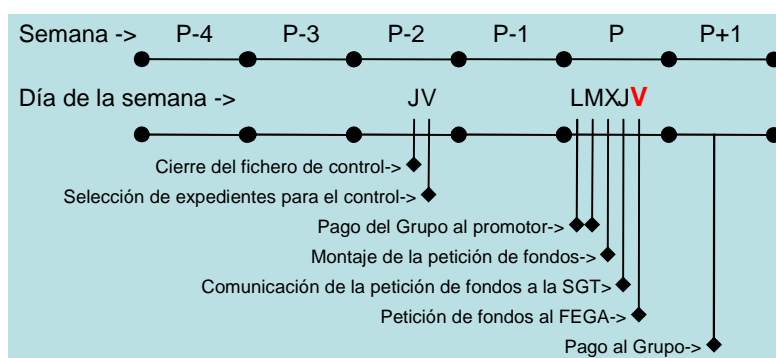 Semana -> P-4 P-3 P-2 P-1 P P+1
Día de la semana -> JV LMXJV
Cierre del fichero de control->
Selección de expedientes para el control->
Pago del Grupo al promotor->
Montaje de la petición de fondos->
Comunicación de la petición de fondos a la SGT>
Petición de fondos al FEGA->
Pago al Grupo->